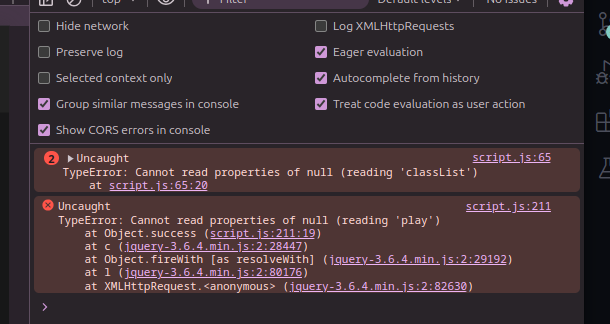 top
Filter
Default levels
No Issues
Hide network
Log XMLHttpRequests
Preserve log
Eager evaluation
Selected context only
Autocomplete from history
Group similar messages in console
Treat code evaluation as user action
Show CORS errors in console
2 Uncaught script.js:65
TypeError: Cannot read properties of null (reading 'classList')
at script.js:65:20
Uncaught script.js:211
TypeError: Cannot read properties of null (reading 'play')
at Object.success (script.js:211:19)
at c (jquery-3.6.4.min.js:2:28447)
at Object.fireWith [as resolveWith] (jquery-3.6.4.min.js:2:29192)
at l (jquery-3.6.4.min.js:2:80176)
at XMLHttpRequest.<anonymous> (jquery-3.6.4.min.js:2:82630)